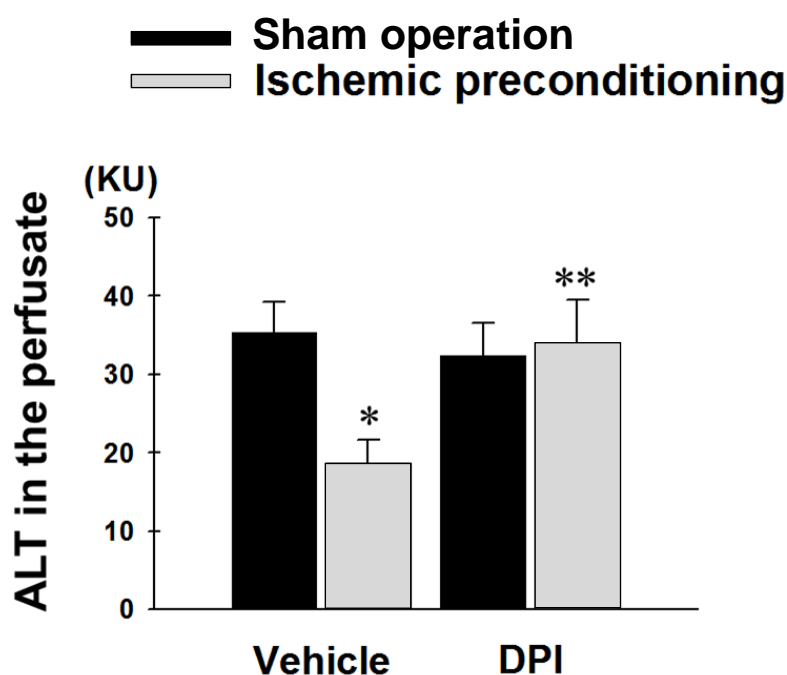 Sham operation
Ischemic preconditioning
(KU)
ALT in the perfusate
50
40
30
20
10
0
*
**
Vehicle
DPI